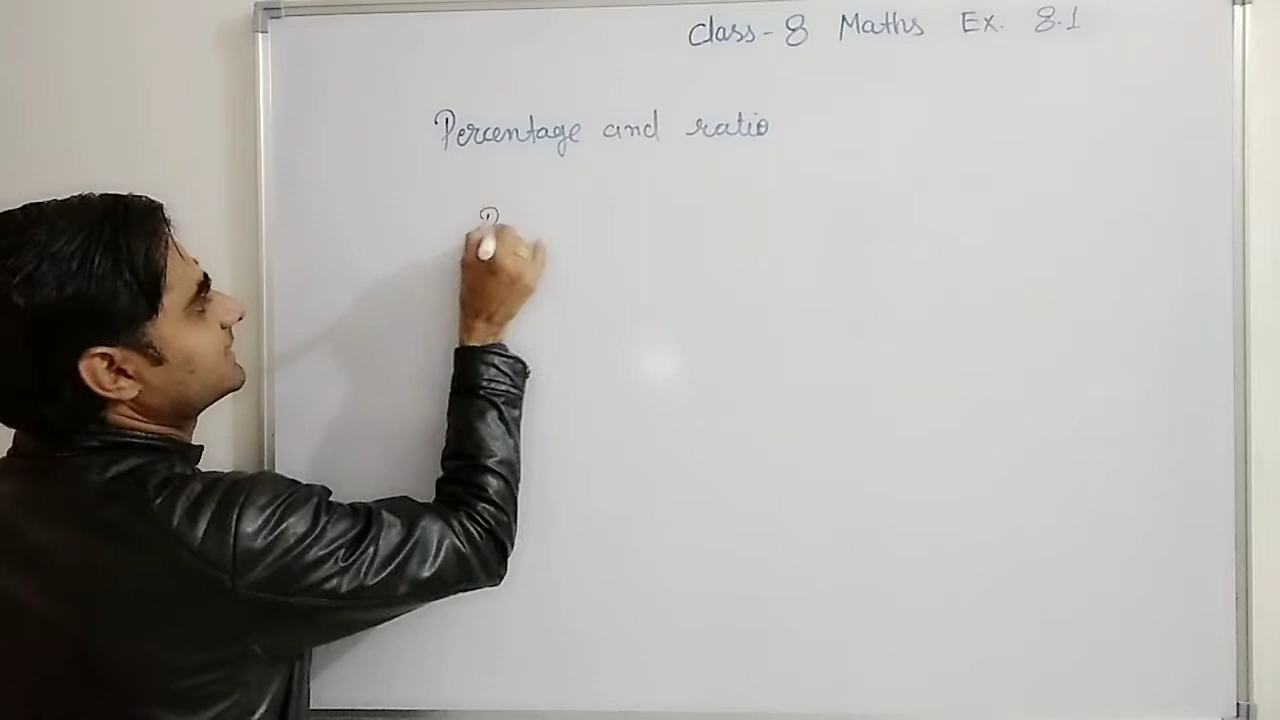 Class - 8 Maths Ex. 8.1
Percentage and ratio